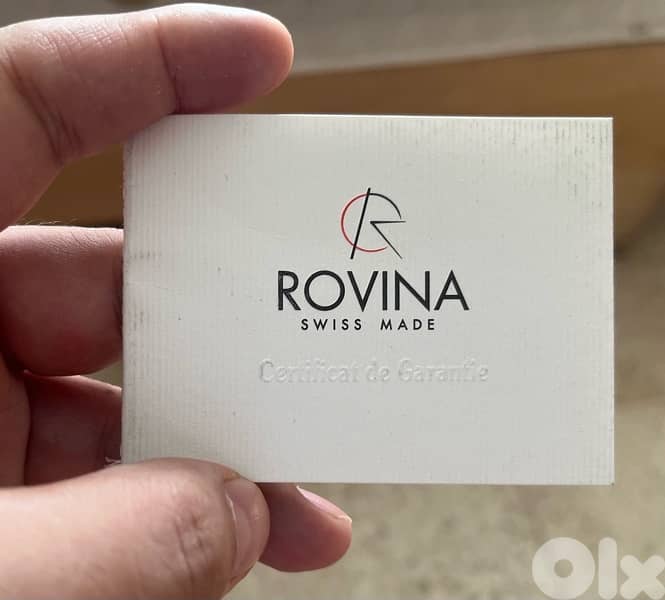 ROVINA
SWISS MADE
Certificat de Garantie
Olx